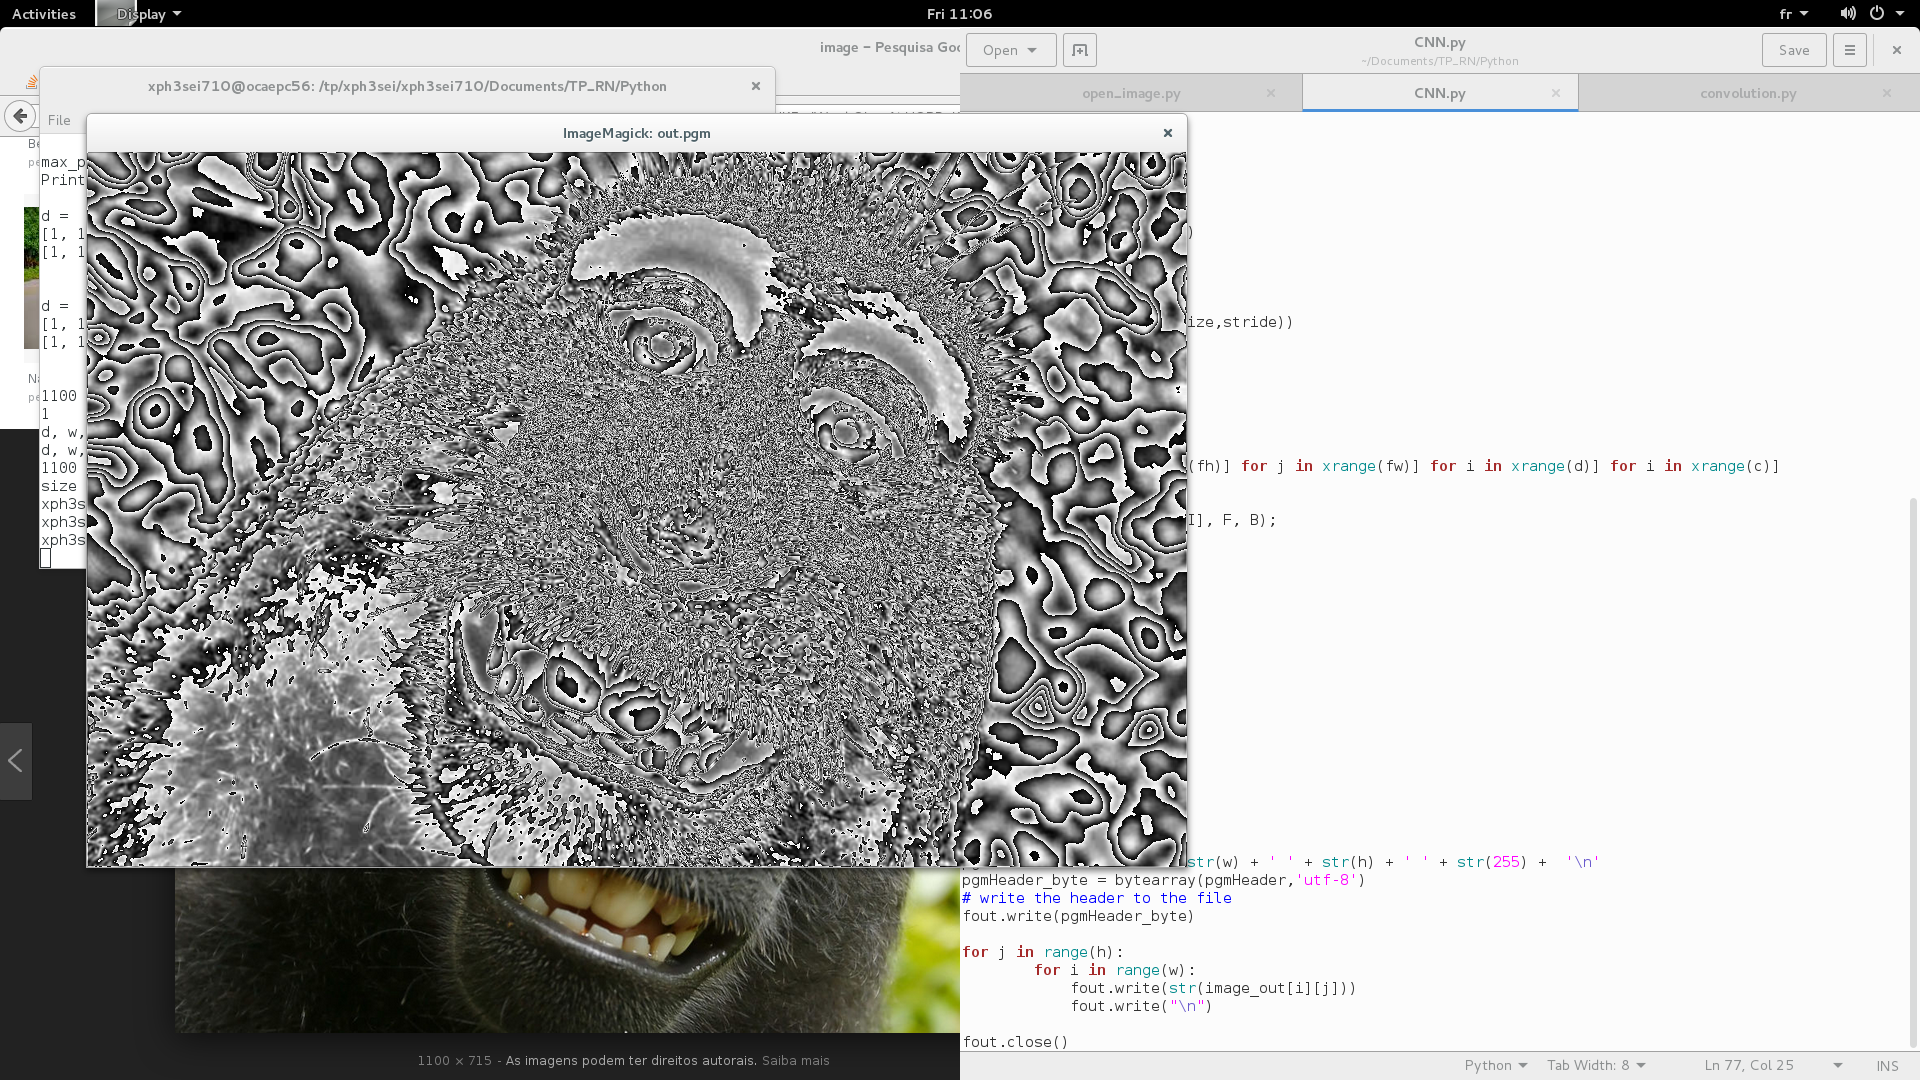 Activities
Display
Fri 11:06
fr
image – Pesquisa Goo
Open
CNN.py
~/Documents/TP_RN/Python
Save
xph3sei710@ocaepc56: /tp/xph3sei/xph3sei710/Documents/TP_RN/Python
open_image.py
CNN.py
convolution.py
File
ImageMagick: out.pgm
max_p
Print
d =
[1, 1
[1, 1
d =
[1, 1
[1, 1
1100
1
d, w,
d, w,
1100
size
xph3s
xph3s
xph3s
)
ize,stride))
(fh)] for j in xrange(fw)] for i in xrange(d)] for i in xrange(c)]
I], F, B);
str(w) + ' ' + str(h) + ' ' + str(255) +  '\n'
pgmHeader_byte = bytearray(pgmHeader,'utf-8')
# write the header to the file
fout.write(pgmHeader_byte)
for j in range(h):
for i in range(w):
fout.write(str(image_out[i][j]))
fout.write("\n")
fout.close()
1100 × 715 - As imagens podem ter direitos autorais. Saiba mais
Python
Tab Width: 8
Ln 77, Col 25
INS